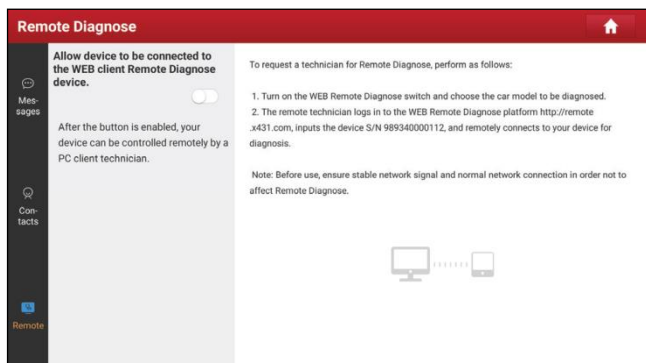 Remote Diagnose
Mes-
sages
Con-
tacts
Remote
Allow device to be connected to
the WEB client Remote Diagnose
device.
After the button is enabled, your
device can be controlled remotely by a
PC client technician.
To request a technician for Remote Diagnose, perform as follows:
1. Turn on the WEB Remote Diagnose switch and choose the car model to be diagnosed.
2. The remote technician logs in to the WEB Remote Diagnose platform http://remote
.x431.com, inputs the device S/N 989340000112, and remotely connects to your device for
diagnosis.
Note: Before use, ensure stable network signal and normal network connection in order not to
affect Remote Diagnose.